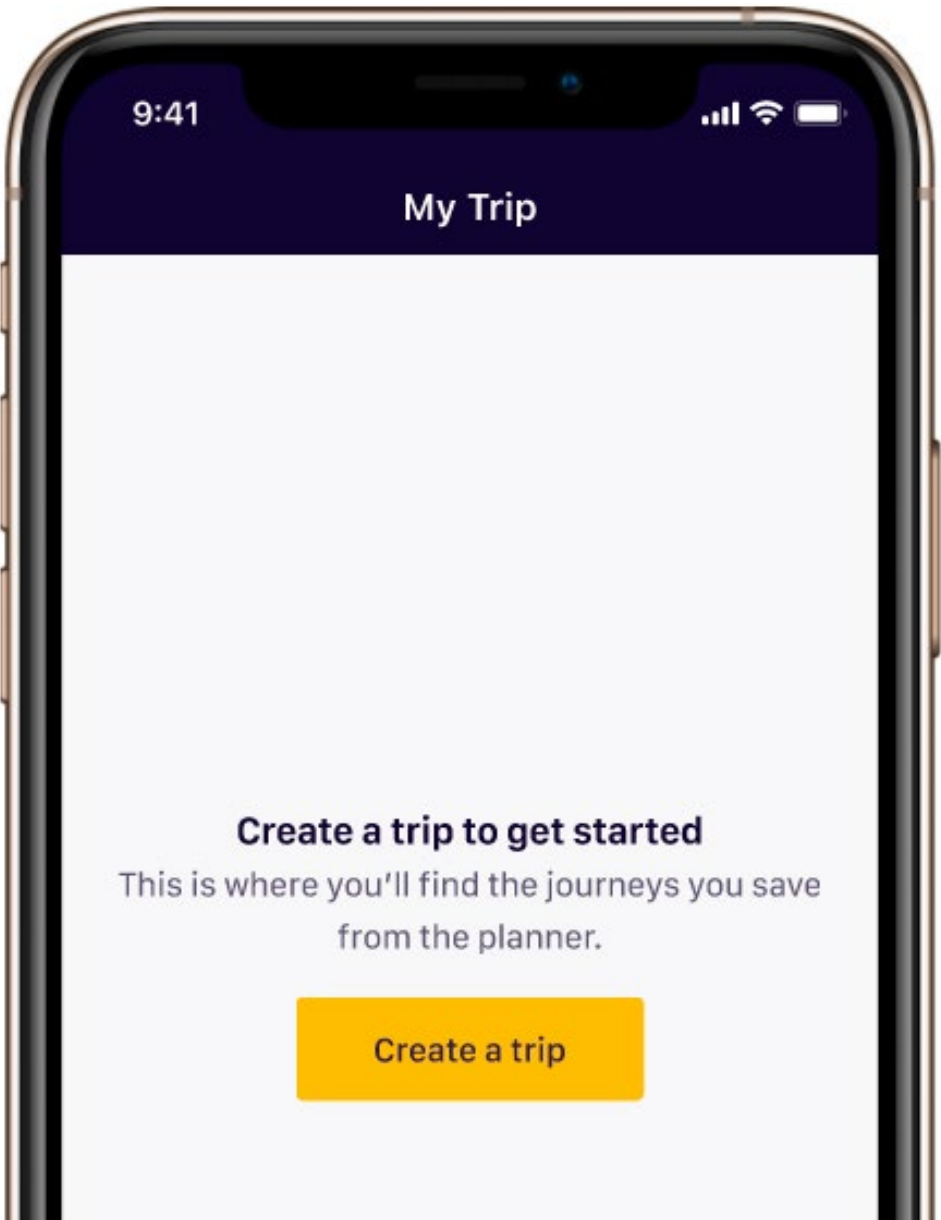 9:41
My Trip
Create a trip to get started
This is where you'll find the journeys you save
from the planner.
Create a trip